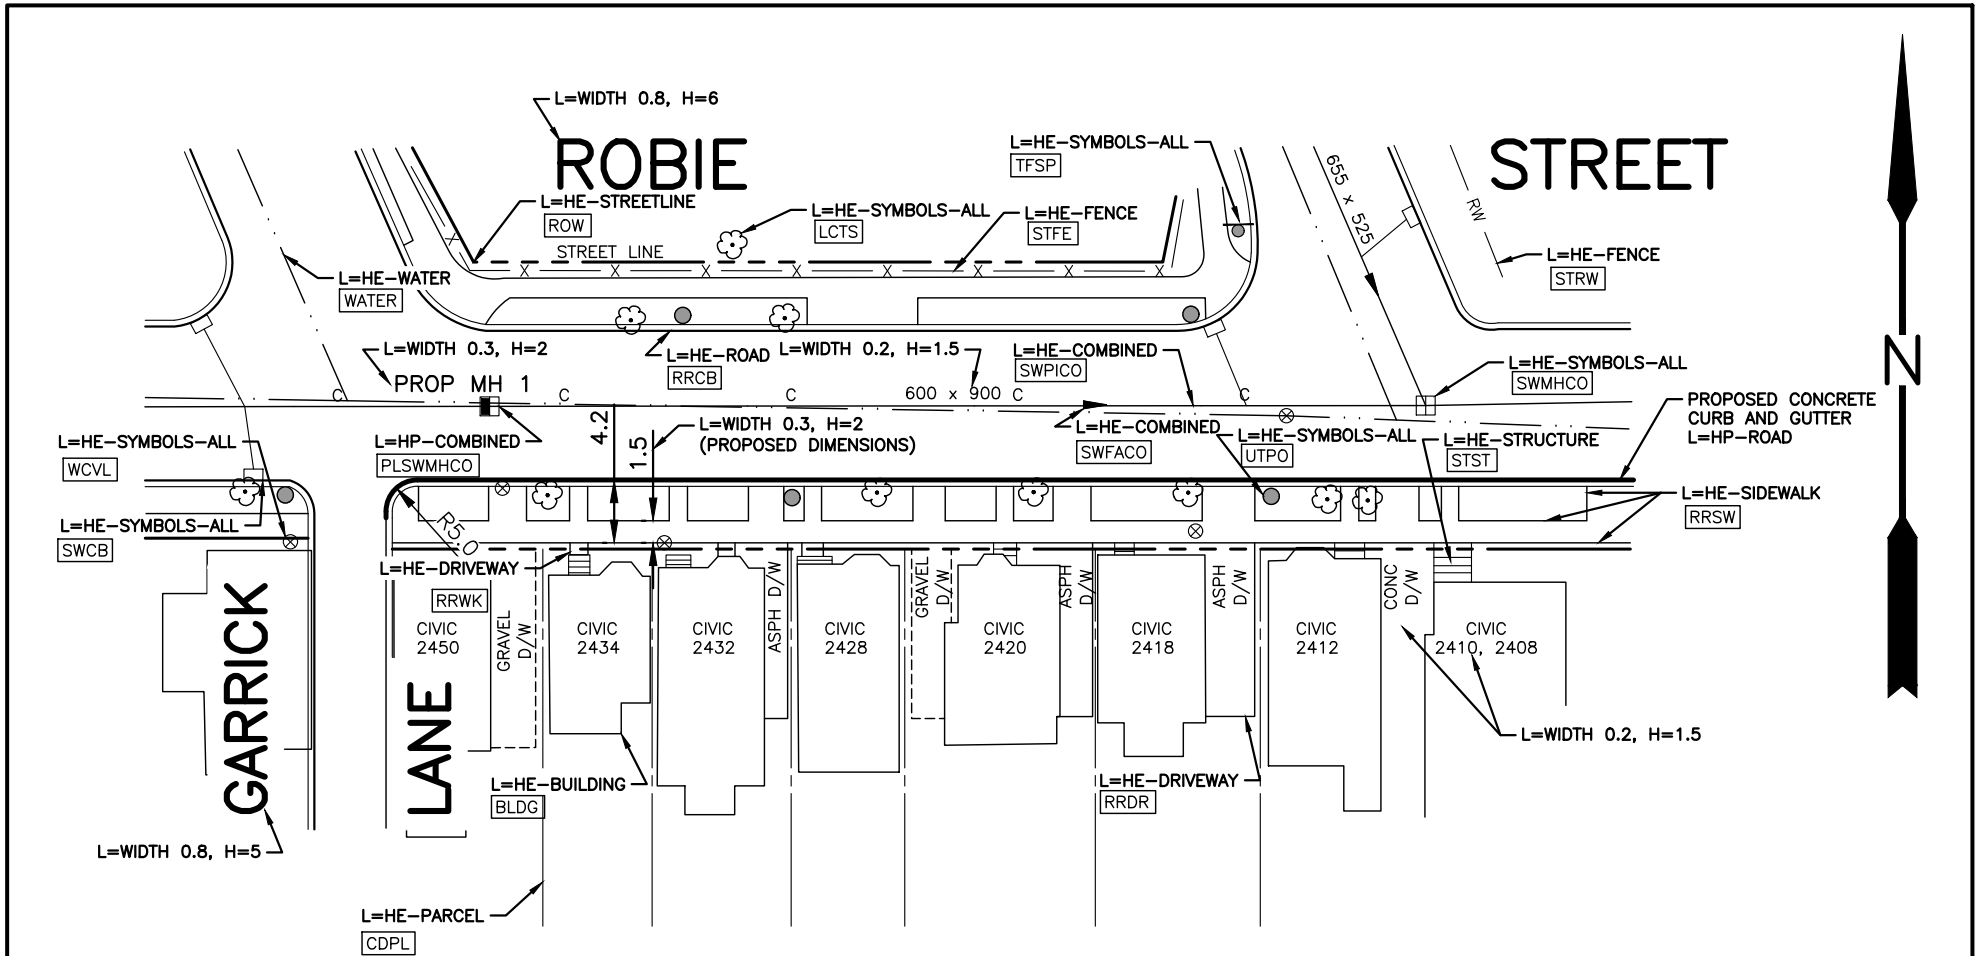 L=WIDTH 0.8, H=6
ROBIE
STREET
L=HE-SYMBOLS-ALL
TFSP
655 x 525
RW
L=HE-STREETLINE
ROW
STREET LINE
L=HE-SYMBOLS-ALL
LCTS
L=HE-FENCE
STFE
X
X X X X X X X X
L=HE-FENCE
STRW
L=HE-WATER
WATER
N
L=WIDTH 0.3, H=2
L=HE-ROAD
RRCB
L=WIDTH 0.2, H=1.5
L=HE-COMBINED
SWPICO
L=HE-SYMBOLS-ALL
SWMHCO
PROP MH 1
C C C 600 x 900 C C
PROPOSED CONCRETE
CURB AND GUTTER
L=HP-ROAD
L=HE-SYMBOLS-ALL
WCVL
L=HP-COMBINED
PLSWMHCO
4.2
1.5
L=WIDTH 0.3, H=2
(PROPOSED DIMENSIONS)
L=HE-COMBINED
SWFACO
L=HE-SYMBOLS-ALL
UTPO
L=HE-STRUCTURE
STST
L=HE-SIDEWALK
RRSW
L=HE-SYMBOLS-ALL
SWCB
R5.0
L=HE-DRIVEWAY
RRWK
CIVIC
2450
GRAVEL
D/W
CIVIC
2434
CIVIC
2432
ASPH D/W
CIVIC
2428
GRAVEL
D/W
CIVIC
2420
ASPH
D/W
CIVIC
2418
ASPH
D/W
CIVIC
2412
CONC
D/W
CIVIC
2410, 2408
GARRICK
LANE
L=WIDTH 0.2, H=1.5
L=HE-BUILDING
BLDG
L=HE-DRIVEWAY
RRDR
L=WIDTH 0.8, H=5
L=HE-PARCEL
CDPL